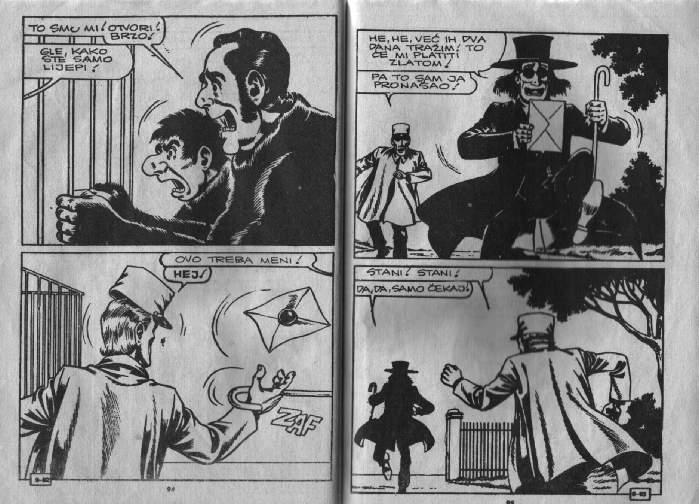 TO SMO MI! OTVORI!
BRZO!
GLE, KAKO
STE SAMO
LIJEPI!
OVO TREBA MENI!
HEJ!
ZAF
HE, HE, VEĆ IH DVA
DANA TRAŽIM! TO
ĆE MI PLATITI
ZLATOM!
PA TO SAM JA
PRONAŠAO!
STANI! STANI!
DA, DA, SAMO ČEKAJ!